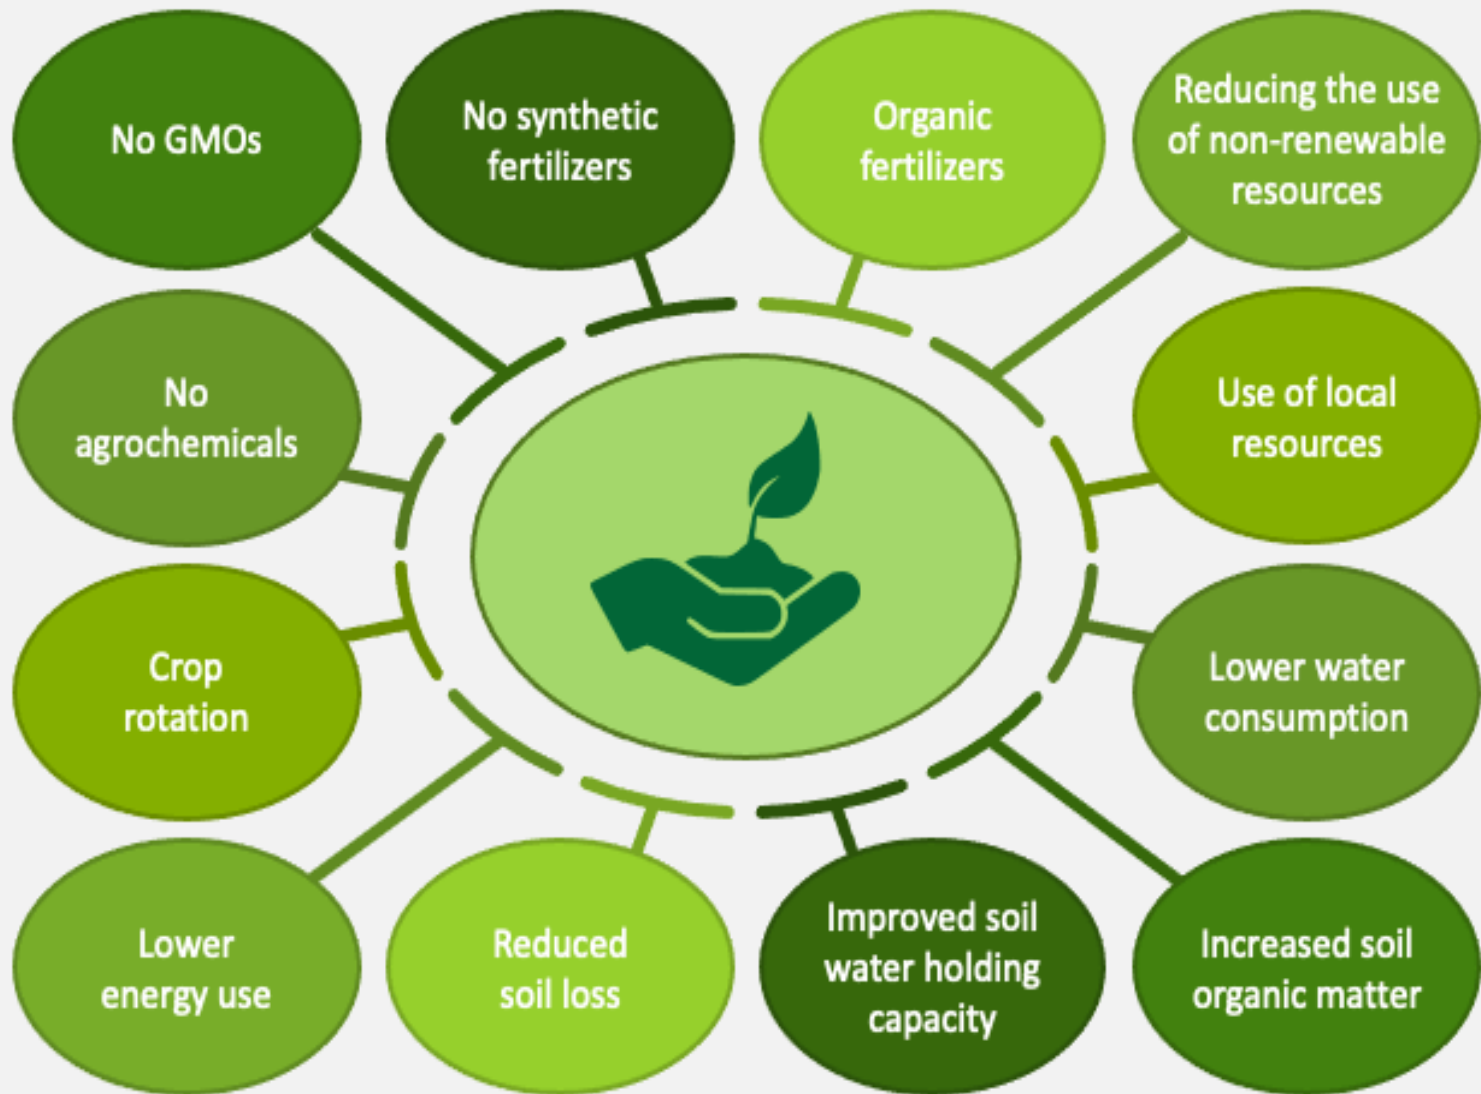 No GMOs
No synthetic
fertilizers
Organic
fertilizers
Reducing the use
of non-renewable
resources
No
agrochemicals
Use of local
resources
Crop
rotation
Lower water
consumption
Lower
energy use
Reduced
soil loss
Improved soil
water holding
capacity
Increased soil
organic matter